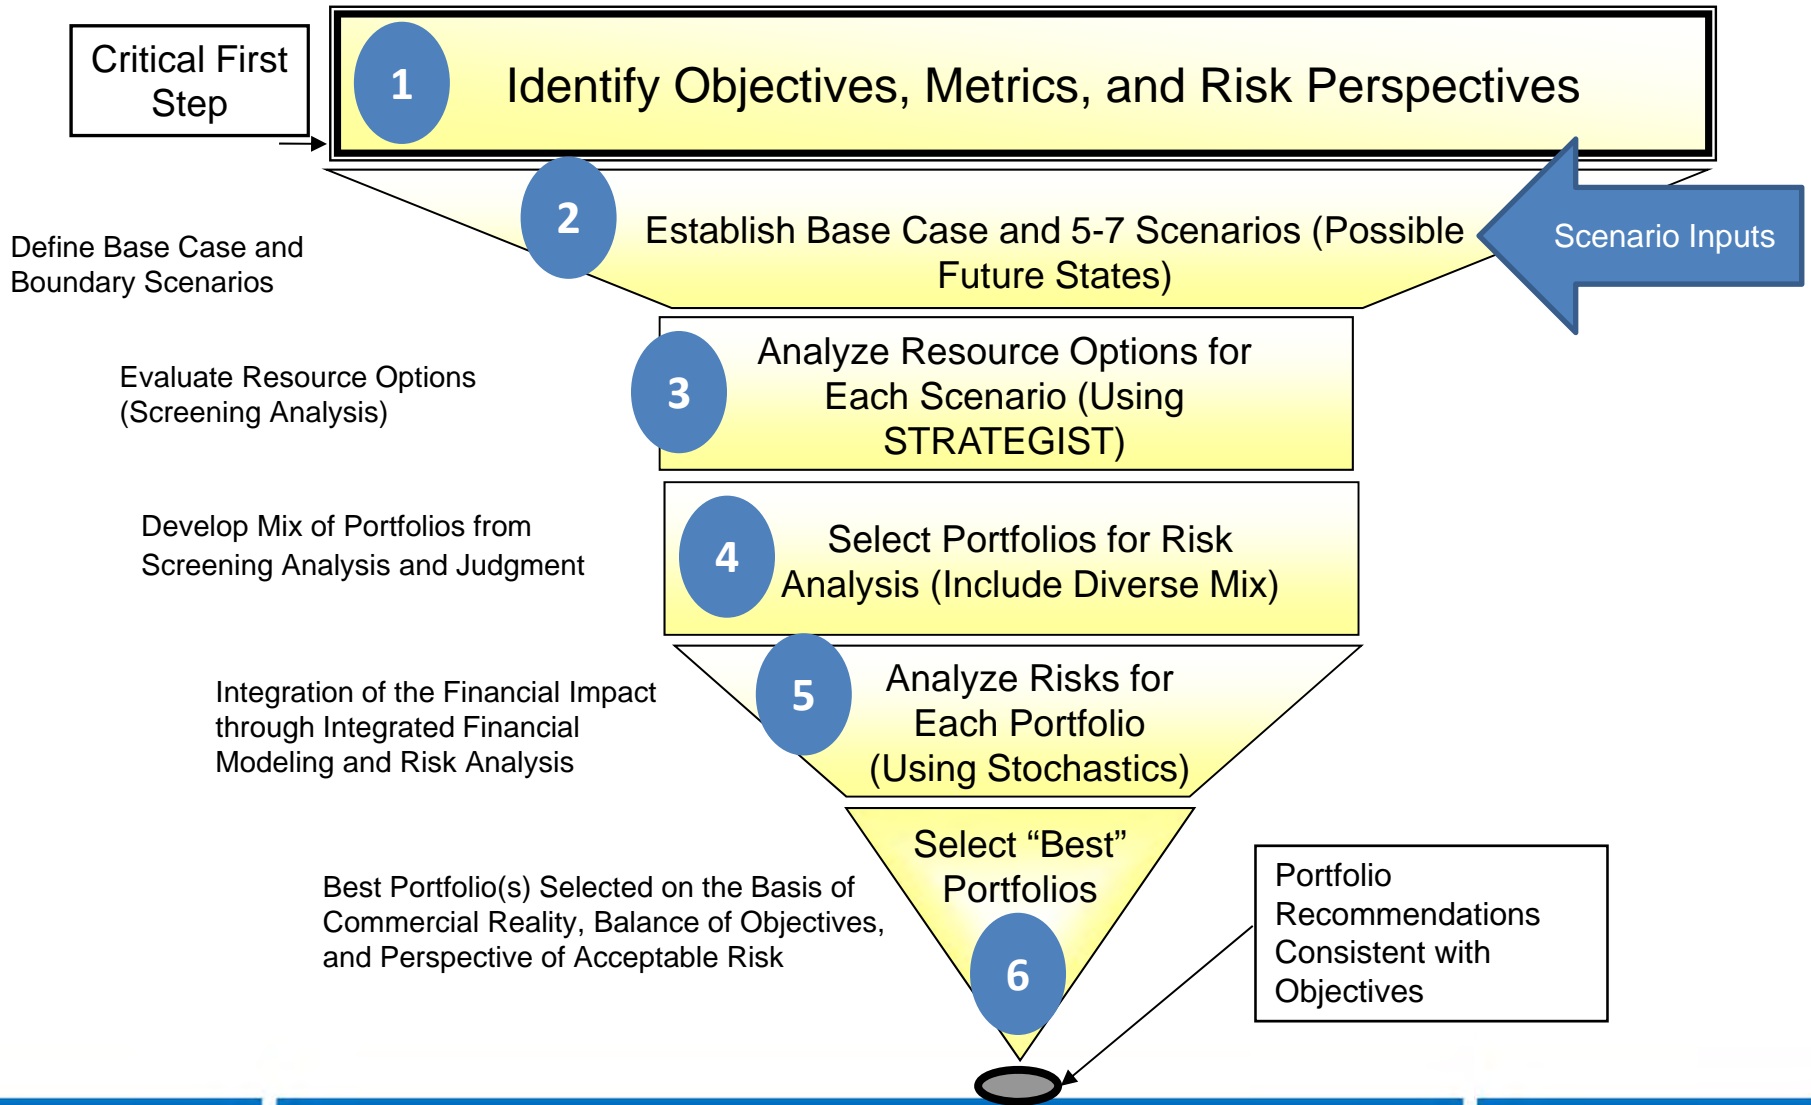 Critical First
Step
1
Identify Objectives, Metrics, and Risk Perspectives
2
Establish Base Case and 5-7 Scenarios (Possible
Future States)
Scenario Inputs
Define Base Case and
Boundary Scenarios
3
Analyze Resource Options for
Each Scenario (Using
STRATEGIST)
Evaluate Resource Options
(Screening Analysis)
4
Select Portfolios for Risk
Analysis (Include Diverse Mix)
Develop Mix of Portfolios from
Screening Analysis and Judgment
5
Analyze Risks for
Each Portfolio
(Using Stochastics)
Integration of the Financial Impact
through Integrated Financial
Modeling and Risk Analysis
Select “Best”
Portfolios
6
Best Portfolio(s) Selected on the Basis of
Commercial Reality, Balance of Objectives,
and Perspective of Acceptable Risk
Portfolio
Recommendations
Consistent with
Objectives